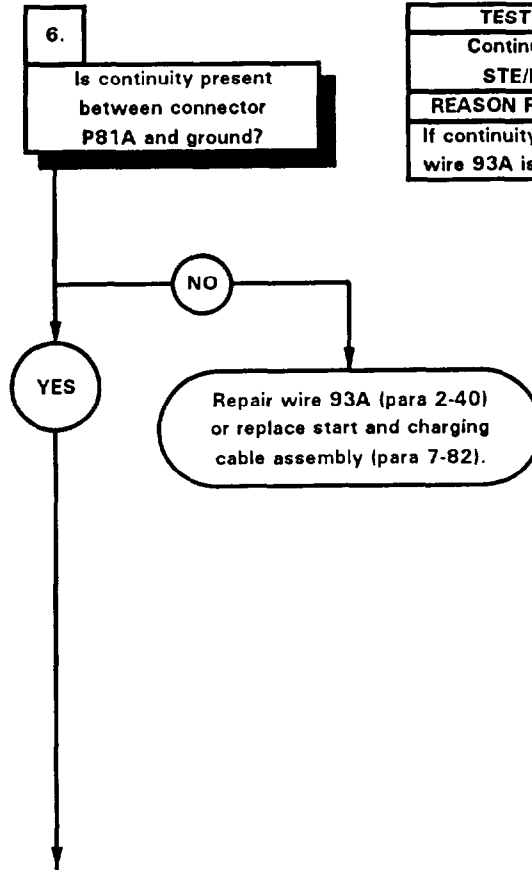 6.
Is continuity present
between connector
P81A and ground?
NO
YES
Repair wire 93A (para 2-40)
or replace start and charging
cable assembly (para 7-82).
TEST
Continu
STE/
REASON F
If continuity
wire 93A is